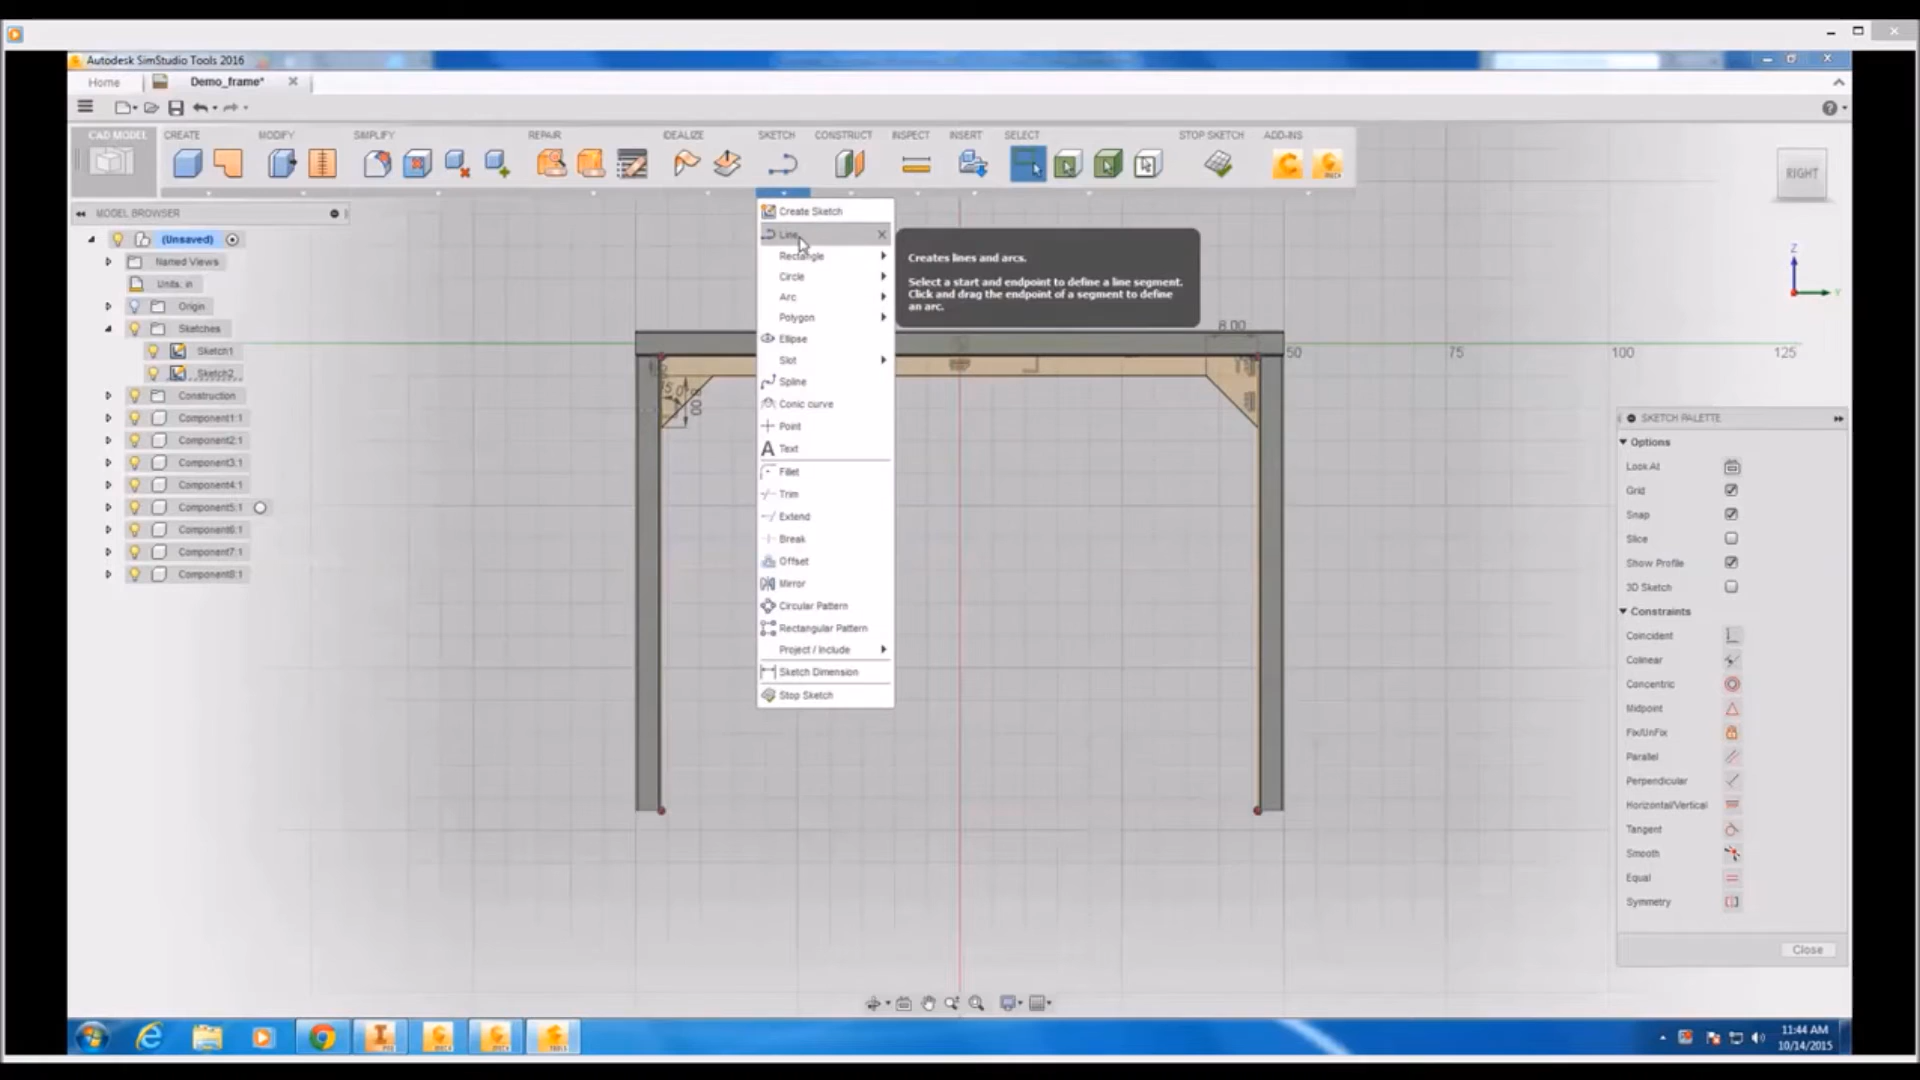 Autodesk SimStudio Tools 2016
Home
Demo_frame*
CAD MODEL
CREATE
MODIFY
SIMPLIFY
REPAIR
IDEALIZE
SKETCH
CONSTRUCT
INSPECT
INSERT
SELECT
STOP SKETCH
ADD-INS
MODEL BROWSER
(Unsaved)
Named Views
Units: in
Origin
Sketches
Sketch1
Sketch2
Construction
Component1:1
Component2:1
Component3:1
Component4:1
Component5:1
Component6:1
Component7:1
Component8:1
Create Sketch
Line
Rectangle
Circle
Arc
Polygon
Ellipse
Slot
Spline
Conic curve
Point
Text
Fillet
Trim
Extend
Break
Offset
Mirror
Circular Pattern
Rectangular Pattern
Project / Include
Sketch Dimension
Stop Sketch
Creates lines and arcs.
Select a start and endpoint to define a line segment.
Click and drag the endpoint of a segment to define
an arc.
8.00
8.00
50
75
100
125
RIGHT
Z
Y
SKETCH PALETTE
Options
Look At
Grid
Snap
Slice
Show Profile
3D Sketch
Constraints
Coincident
Colinear
Concentric
Midpoint
Fix/UnFix
Parallel
Perpendicular
Horizontal/Vertical
Tangent
Smooth
Equal
Symmetry
Close
11:44 AM
10/14/2015